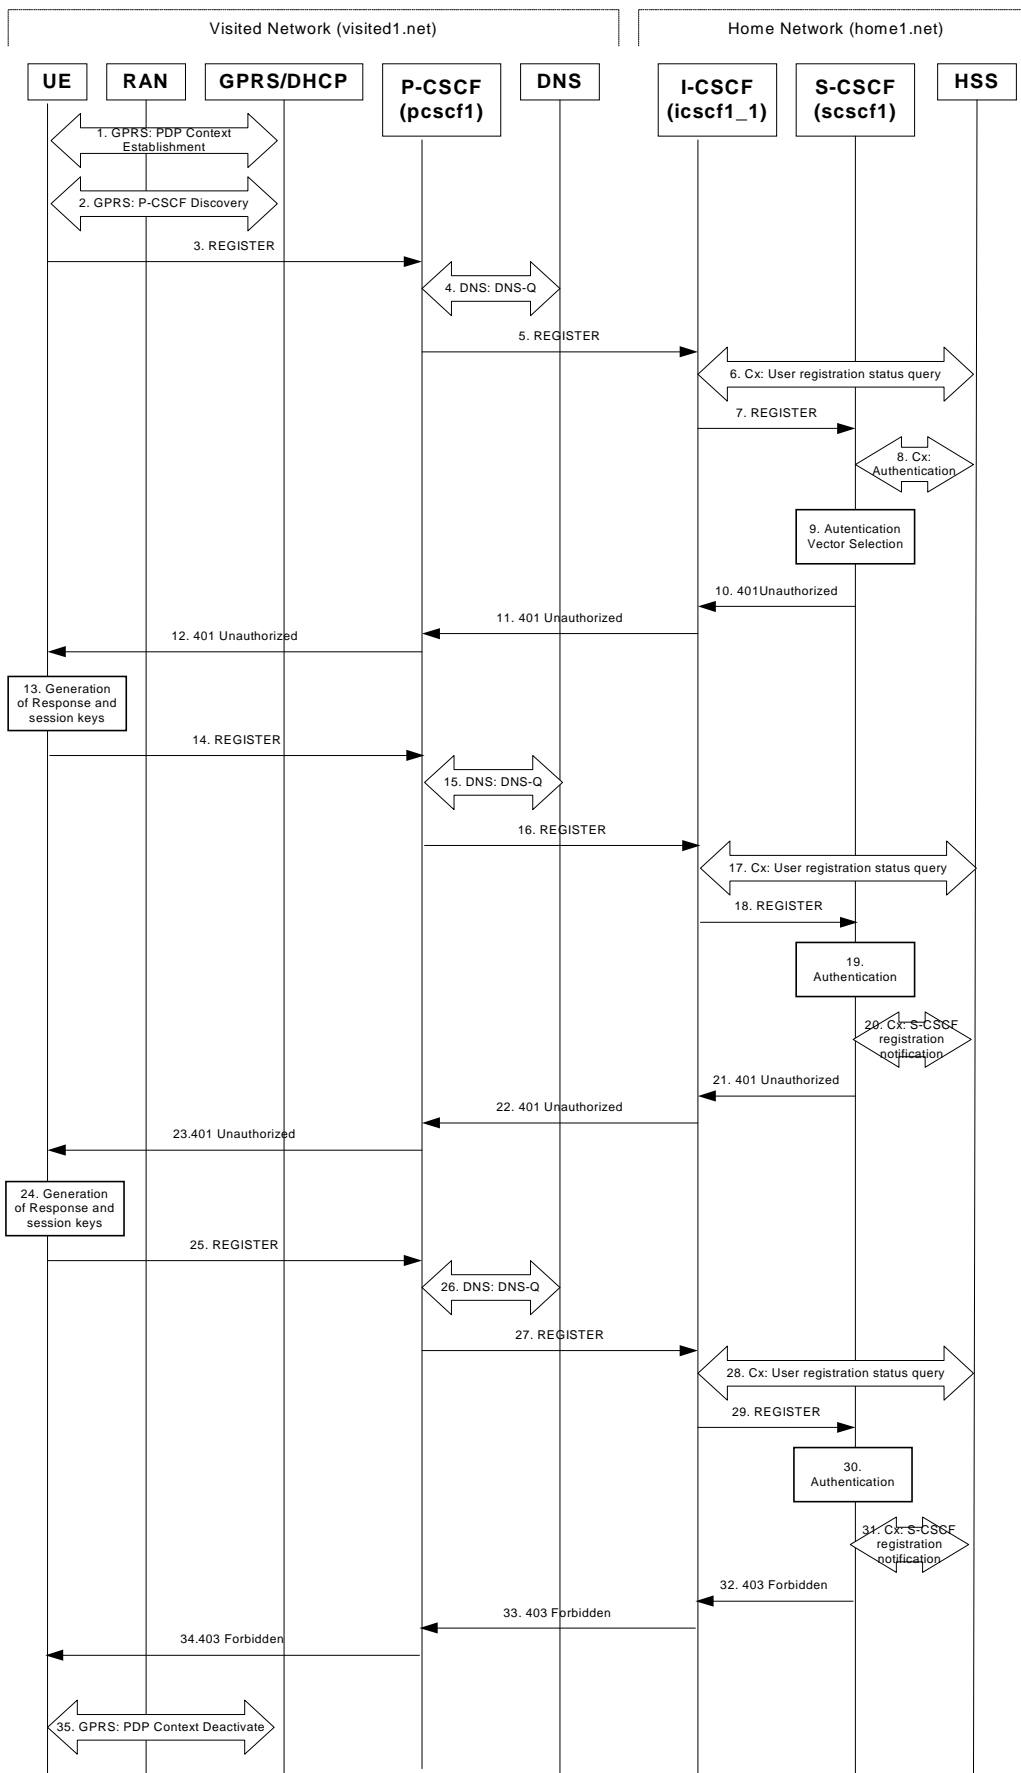 Visited Network (visited1.net)
Home Network (home1.net)
UE
RAN
GPRS/DHCP
P-CSCF
(pcscf1)
DNS
I-CSCF
(icscf1_1)
S-CSCF
(scscf1)
HSS
1. GPRS: PDP Context
Establishment
2. GPRS: P-CSCF Discovery
3. REGISTER
4. DNS: DNS-Q
5. REGISTER
6. Cx: User registration status query
7. REGISTER
8. Cx:
Authentication
9. Autentication
Vector Selection
10. 401Unauthorized
11. 401 Unauthorized
12. 401 Unauthorized
13. Generation
of Response and
session keys
14. REGISTER
15. DNS: DNS-Q
16. REGISTER
17. Cx: User registration status query
18. REGISTER
19.
Authentication
20. Cx: S-CSCF
registration
notification
21. 401 Unauthorized
22. 401 Unauthorized
23.401 Unauthorized
24. Generation
of Response and
session keys
25. REGISTER
26. DNS: DNS-Q
27. REGISTER
28. Cx: User registration status query
29. REGISTER
30.
Authentication
31. Cx: S-CSCF
registration
notification
32. 403 Forbidden
33. 403 Forbidden
34.403 Forbidden
35. GPRS: PDP Context Deactivate